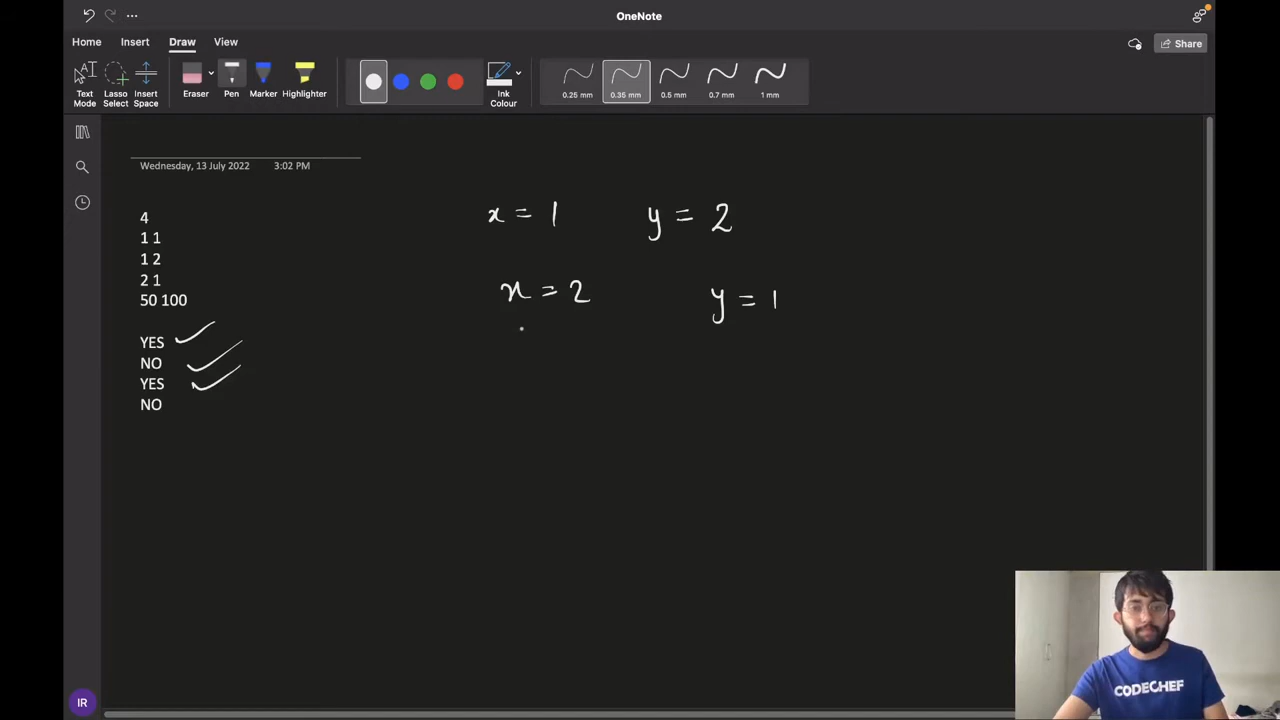 OneNote
Home Insert Draw View
Share
Text Mode
Lasso Select
Insert Space
Eraser
Pen
Marker
Highlighter
Ink Colour
0.25 mm
0.35 mm
0.5 mm
0.7 mm
1 mm
Wednesday, 13 July 2022 3:02 PM
4
1 1
1 2
2 1
50 100
YES
NO
YES
NO
x = 1 y = 2
x = 2 y = 1
IR
CODECHEF